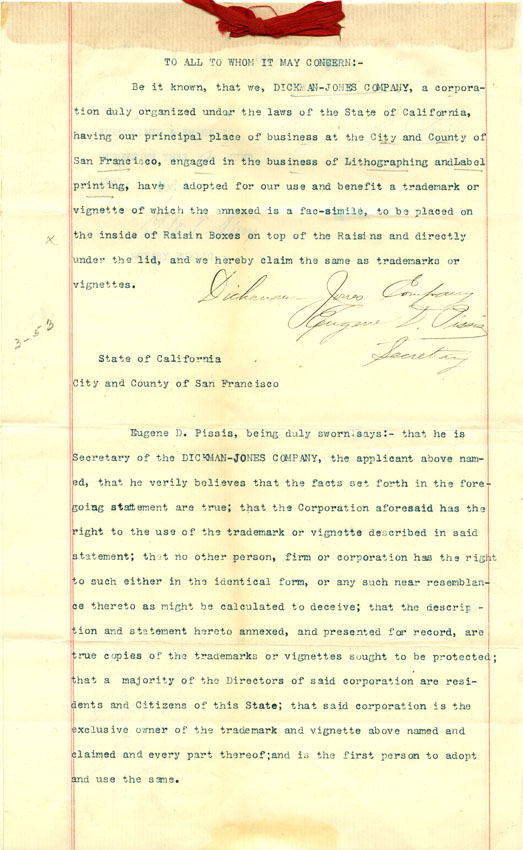 TO ALL TO WHOM IT MAY CONCERN:-
Be it known, that we, DICKMAN-JONES COMPANY, a corpora-
tion duly organized under the laws of the State of California,
having our principal place of business at the City and County of
San Francisco, engaged in the business of Lithographing andLabel
printing, have adopted for our use and benefit a trademark or
vignette of which the annexed is a fac-simile, to be placed on
the inside of Raisin Boxes on top of the Raisins and directly
x
under the lid, and we hereby claim the same as trademarks or
vignettes.
Dickman Jones Company
Eugene D. Pissis
Secretary
3-53
State of California
City and County of San Francisco
Eugene D. Pissis, being duly sworn says:- that he is
Secretary of the DICKMAN-JONES COMPANY, the applicant above nam-
ed, that he verily believes that the facts set forth in the fore-
going stattement are true; that the Corporation aforesaid has the
right to the use of the trademark or vignette described in said
statement; that no other person, firm or corporation has the right
to such either in the identical form, or any such near resemblan-
ce thereto as might be calculated to deceive; that the descrip -
tion and statement hereto annexed, and presented for record, are
true copies of the trademarks or vignettes sought to be protected;
that a majority of the Directors of said corporation are resi-
dents and Citizens of this State; that said corporation is the
exclusive owner of the trademark and vignette above named and
claimed and every part thereof;and is the first person to adopt
and use the same.